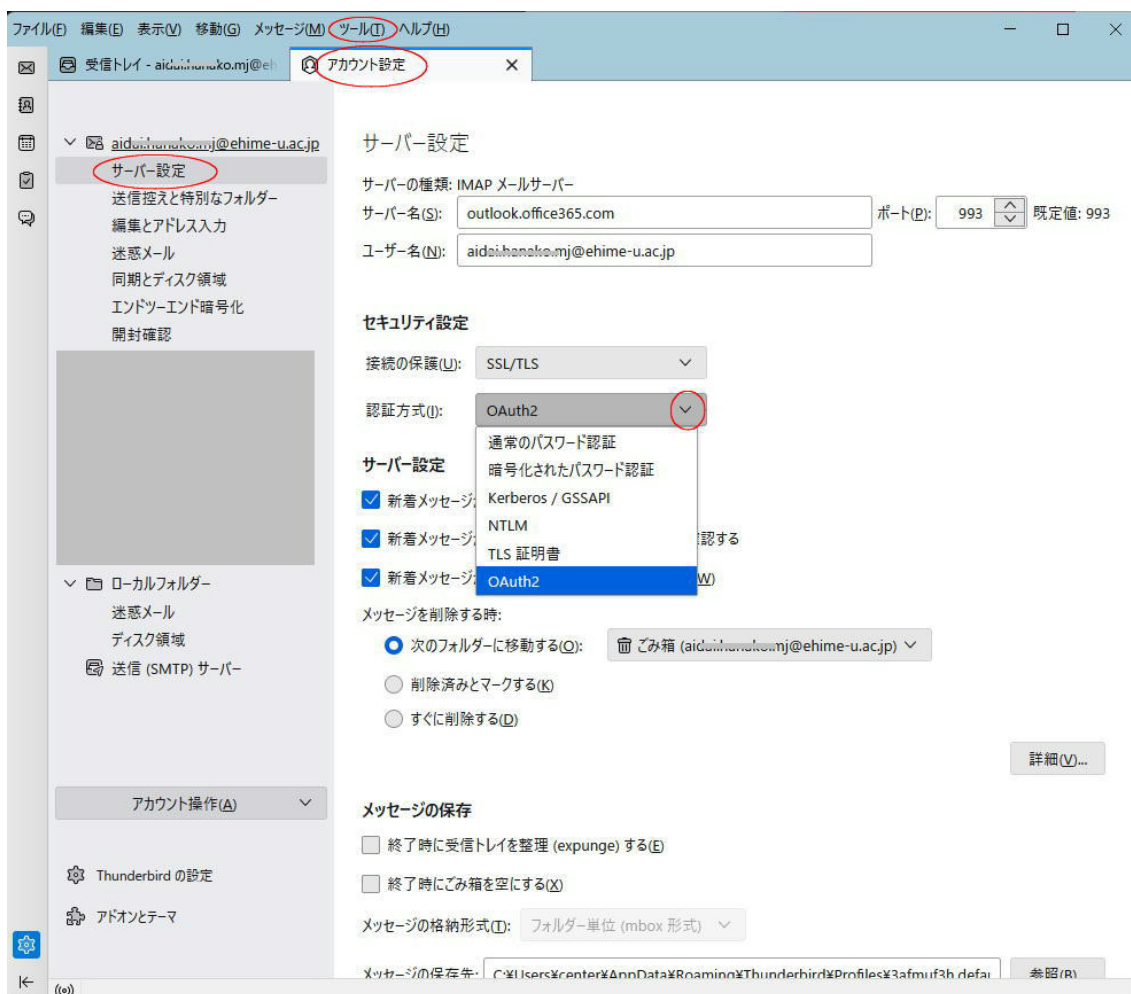 ファイル(F) 編集(E) 表示(V) 移動(G) メッセージ(M) ツール(T) ヘルプ(H)
受信トレイ - @eh
アカウント設定
@ehime-u.ac.jp
サーバー設定
送信控えと特別なフォルダー
編集とアドレス入力
迷惑メール
同期とディスク領域
エンドツーエンド暗号化
開封確認
ローカルフォルダー
迷惑メール
ディスク領域
送信 (SMTP) サーバー
アカウント操作(A)
Thunderbird の設定
アドオンとテーマ
サーバー設定
サーバーの種類: IMAP メールサーバー
サーバー名(S): outlook.office365.com ポート(P): 993 既定値: 993
ユーザー名(N): @ehime-u.ac.jp
セキュリティ設定
接続の保護(U): SSL/TLS
認証方式(I): OAuth2
通常のパスワード認証
暗号化されたパスワード認証
Kerberos / GSSAPI
NTLM
TLS 証明書
OAuth2
サーバー設定
新着メッセージ
新着メッセージ 認する
新着メッセージ W)
メッセージを削除する時:
次のフォルダーに移動する(O): ごみ箱 ( @ehime-u.ac.jp)
削除済みとマークする(K)
すぐに削除する(D)
詳細(V)...
メッセージの保存
終了時に受信トレイを整理 (expunge) する(E)
終了時にごみ箱を空にする(X)
メッセージの格納形式(T): フォルダー単位 (mbox 形式)
メッセージの保存先: C:¥Users¥center¥AppData¥Roaming¥Thunderbird¥Profiles¥3afmuf3h.defau 参照(B)